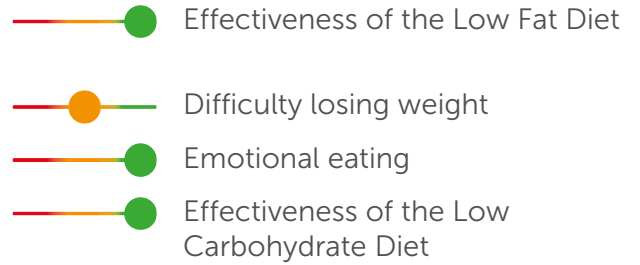 Effectiveness of the Low Fat Diet
Difficulty losing weight
Emotional eating
Effectiveness of the Low
Carbohydrate Diet